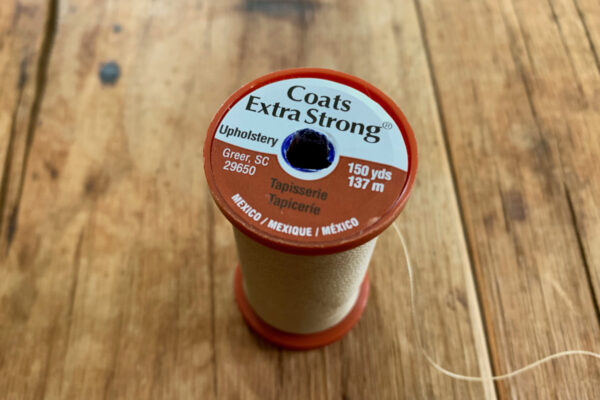 Coats
Extra Strong®
Upholstery
Greer, SC
29650
150 yds
137 m
Tapisserie
Tapicerie
MEXICO / MEXIQUE / MÉXICO